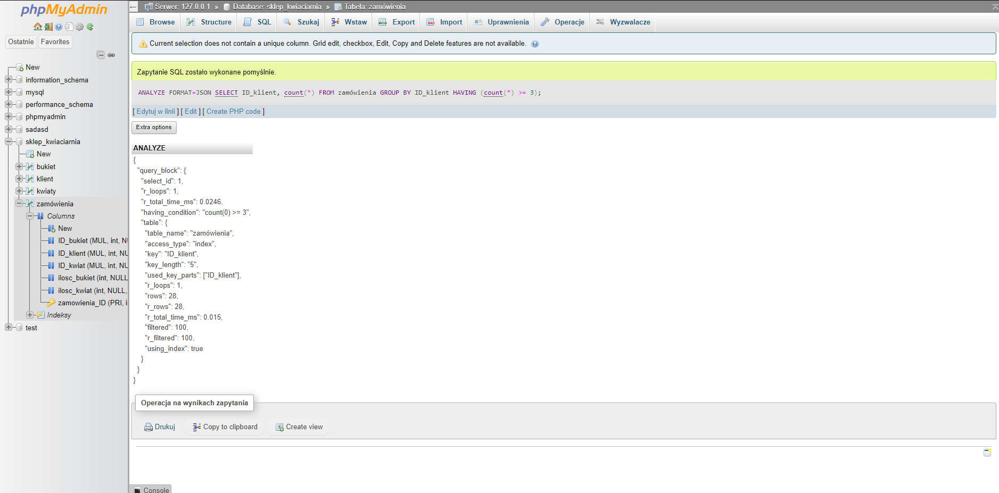 phpMyAdmin
Ostatnie Favorites
New
information_schema
mysql
performance_schema
phpmyadmin
sadasd
sklep_kwiaciarnia
New
bukiet
klient
kwiaty
zamówienia
Columns
New
ID_bukiet (MUL, int, NU
ID_klient (MUL, int, NU
ID_kwiat (MUL, int, NU
ilosc_bukiet (int, NULL
ilosc_kwiat (int, NULL,
zamowienia_ID (PRI, i
Indeksy
test
Serwer: 127.0.0.1 » Database: sklep_kwiaciarnia » Tabela: zamówienia
Browse Structure SQL Szukaj Wstaw Export Import Uprawnienia Operacje Wyzwalacze
Current selection does not contain a unique column. Grid edit, checkbox, Edit, Copy and Delete features are not available.
Zapytanie SQL zostało wykonane pomyślnie.
ANALYZE FORMAT=JSON SELECT ID_klient, count(*) FROM zamówienia GROUP BY ID_klient HAVING (count(*) >= 3);
[ Edytuj w linii ] [ Edit ] [ Create PHP code ]
Extra options
ANALYZE
{
"query_block": {
"select_id": 1,
"r_loops": 1,
"r_total_time_ms": 0.0246,
"having_condition": "count(0) >= 3",
"table": {
"table_name": "zamówienia",
"access_type": "index",
"key": "ID_klient",
"key_length": "5",
"used_key_parts": ["ID_klient"],
"r_loops": 1,
"rows": 28,
"r_rows": 28,
"r_total_time_ms": 0.015,
"filtered": 100,
"r_filtered": 100,
"using_index": true
}
}
}
Operacja na wynikach zapytania
Drukuj Copy to clipboard Create view
Console